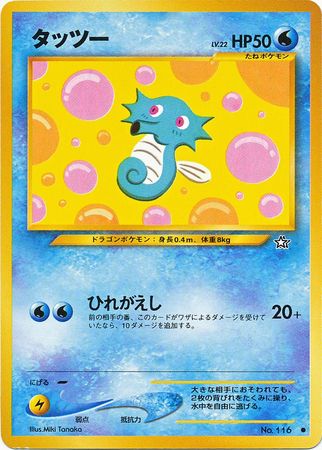 タッツー LV.22 HP50
たねポケモン
ドラゴンポケモン：身長0.4m、体重8kg
ひれがえし 20+
前の相手の番、このカードがワザによるダメージを受けて
いたなら、10ダメージを追加する。
にげる
弱点 抵抗力
大きな相手におそわれても、
2枚の背びれをたくみに操り、
水中を自由に逃げる。
Illus.Miki Tanaka
No.116